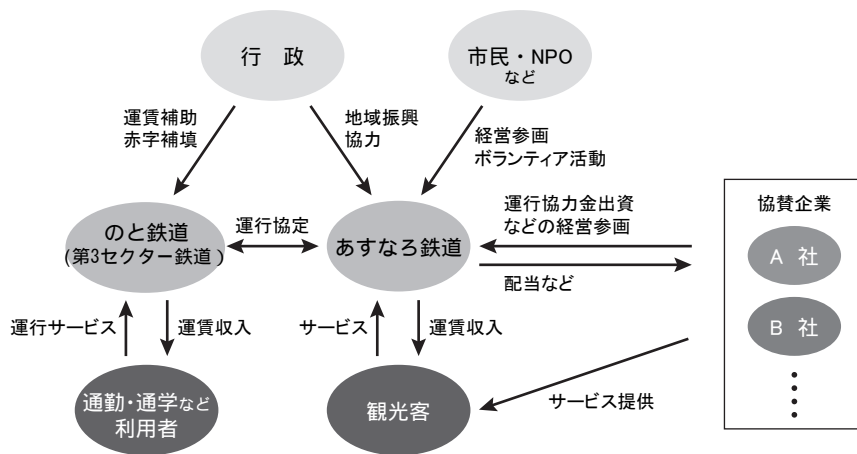 行　政
市民・NPO
など
運賃補助
赤字補填
地域振興
協力
経営参画
ボランティア活動
協賛企業
のと鉄道
(第3セクター鉄道)
運行協定
あすなろ鉄道
運行協力金出資
などの経営参画
配当など
A　社
B　社
運行サービス
運賃収入
サービス
運賃収入
通勤・通学など
利用者
観光客
サービス提供